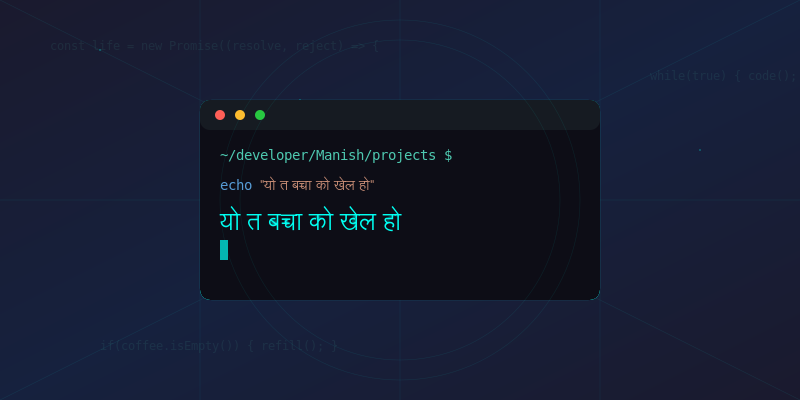 const life = new Promise((resolve, reject) => {
while(true) { code();
~/developer/Manish/projects $
echo "यो त बच्चा को खेल हो"
यो त बच्चा को खेल हो
if(coffee.isEmpty()) { refill(); }